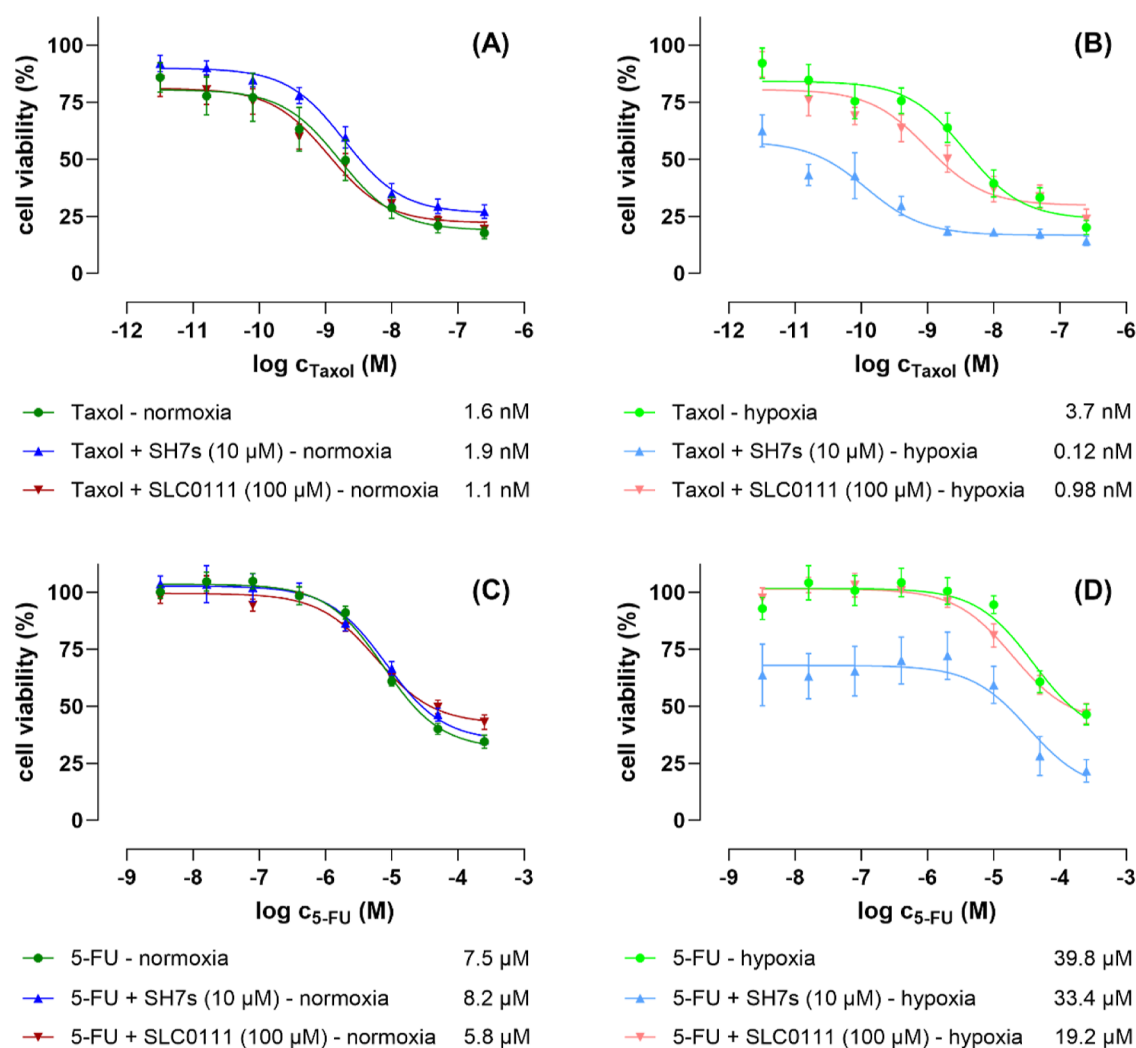 (A)
cell viability (%)
100
75
50
25
0
-12 -11 -10 -9 -8 -7 -6
log cTaxol (M)
Taxol - normoxia 1.6 nM
Taxol + SH7s (10 µM) - normoxia 1.9 nM
Taxol + SLC0111 (100 µM) - normoxia 1.1 nM
(B)
cell viability (%)
100
75
50
25
0
-12 -11 -10 -9 -8 -7 -6
log cTaxol (M)
Taxol - hypoxia 3.7 nM
Taxol + SH7s (10 µM) - hypoxia 0.12 nM
Taxol + SLC0111 (100 µM) - hypoxia 0.98 nM
(C)
cell viability (%)
100
75
50
25
0
-9 -8 -7 -6 -5 -4 -3
log c5-FU (M)
5-FU - normoxia 7.5 µM
5-FU + SH7s (10 µM) - normoxia 8.2 µM
5-FU + SLC0111 (100 µM) - normoxia 5.8 µM
(D)
cell viability (%)
100
75
50
25
0
-9 -8 -7 -6 -5 -4 -3
log c5-FU (M)
5-FU - hypoxia 39.8 µM
5-FU + SH7s (10 µM) - hypoxia 33.4 µM
5-FU + SLC0111 (100 µM) - hypoxia 19.2 µM